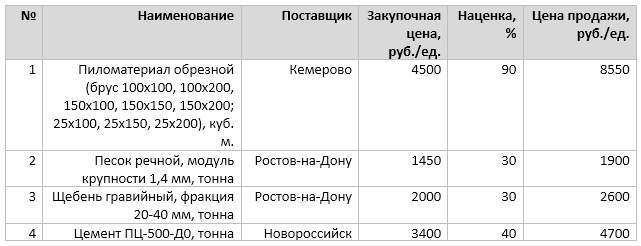 № Наименование Поставщик Закупочная цена, руб./ед. Наценка, % Цена продажи, руб./ед.
1 Пиломатериал обрезной Кемерово 4500 90 8550
(брус 100х100, 100х200,
150х100, 150х150, 150х200;
25х100, 25х150, 25х200), куб.
м.
2 Песок речной, модуль Ростов-на-Дону 1450 30 1900
крупности 1,4 мм, тонна
3 Щебень гравийный, фракция Ростов-на-Дону 2000 30 2600
20-40 мм, тонна
4 Цемент ПЦ-500-Д0, тонна Новороссийск 3400 40 4700